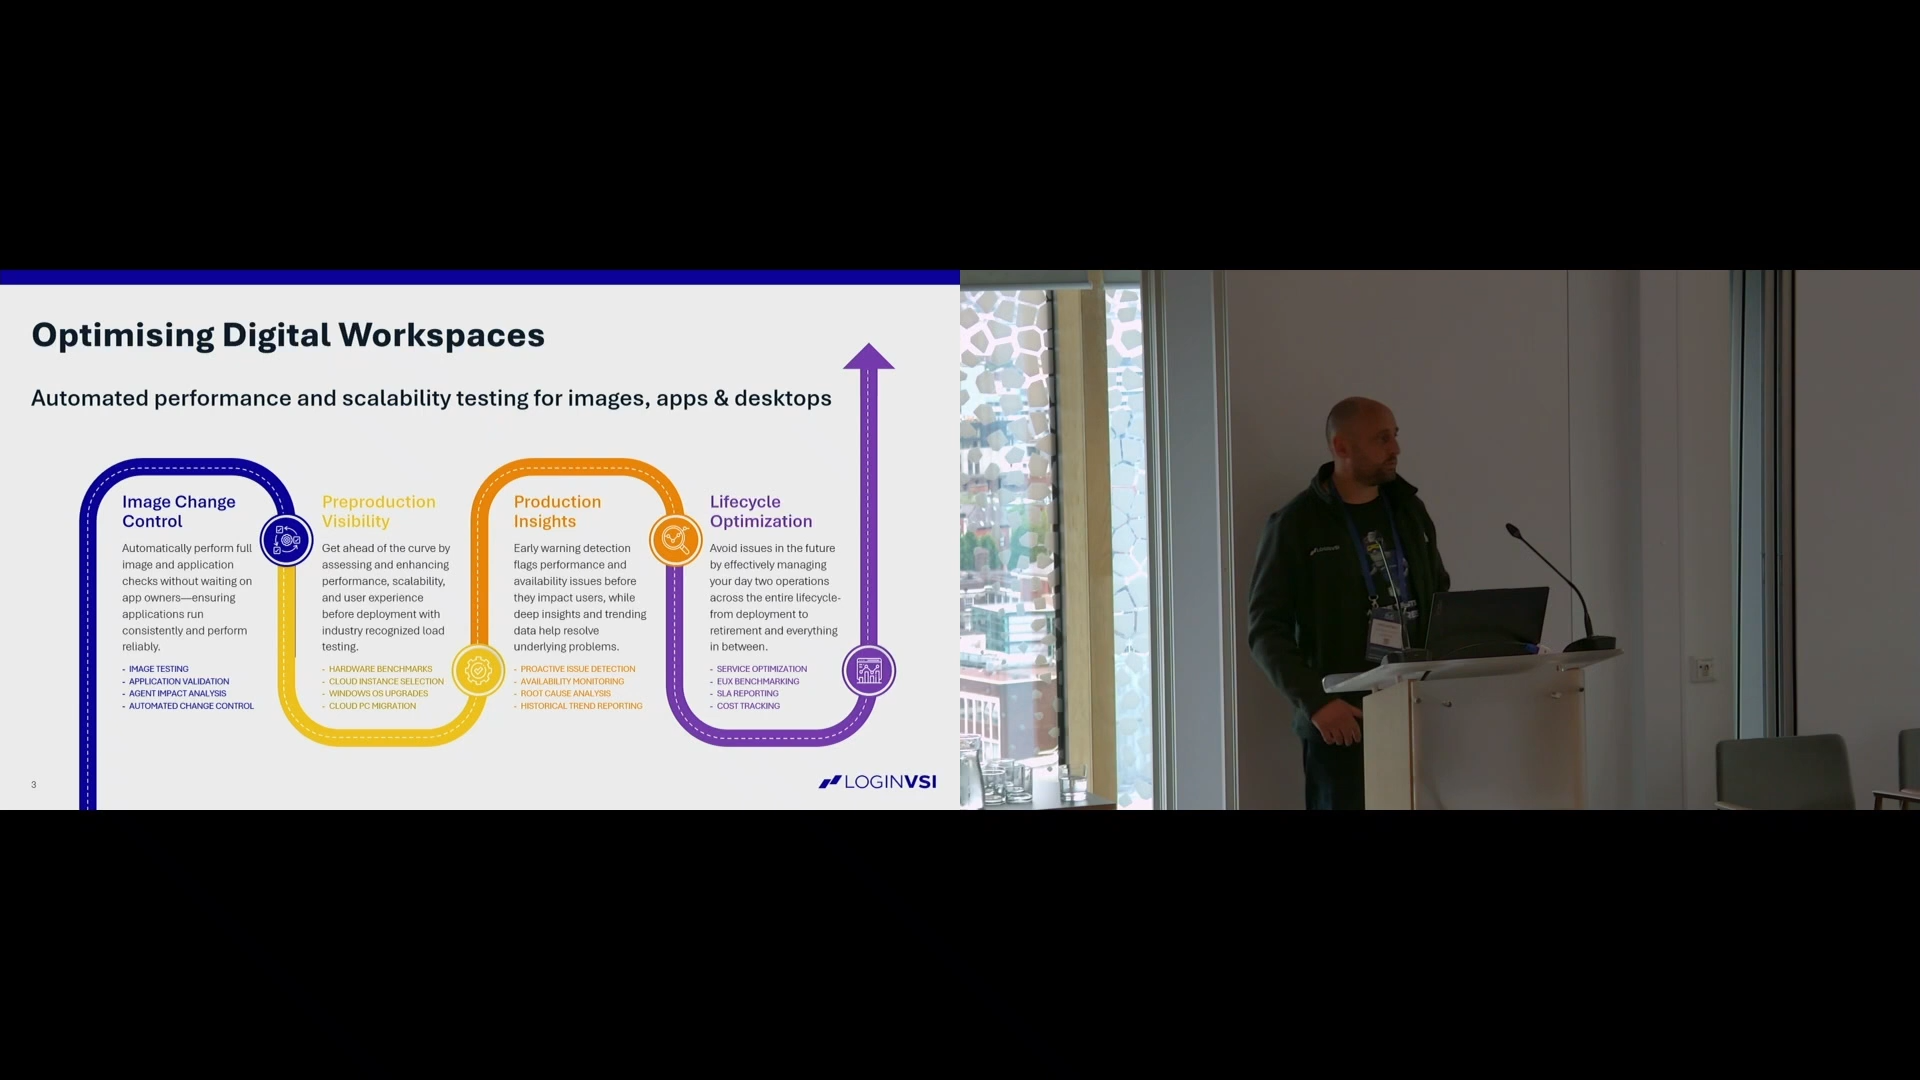 Optimising Digital Workspaces
Automated performance and scalability testing for images, apps & desktops
Image Change
Control
Automatically perform full
image and application
checks without waiting on
app owners—ensuring
applications run
consistently and perform
reliably.
- IMAGE TESTING
- APPLICATION VALIDATION
- AGENT IMPACT ANALYSIS
- AUTOMATED CHANGE CONTROL
Preproduction
Visibility
Get ahead of the curve by
assessing and enhancing
performance, scalability,
and user experience
before deployment with
industry recognized load
testing.
- HARDWARE BENCHMARKS
- CLOUD INSTANCE SELECTION
- WINDOWS OS UPGRADES
- CLOUD PC MIGRATION
Production
Insights
Early warning detection
flags performance and
availability issues before
they impact users, while
deep insights and trending
data help resolve
underlying problems.
- PROACTIVE ISSUE DETECTION
- AVAILABILITY MONITORING
- ROOT CAUSE ANALYSIS
- HISTORICAL TREND REPORTING
Lifecycle
Optimization
Avoid issues in the future
by effectively managing
your day two operations
across the entire lifecycle-
from deployment to
retirement and everything
in between.
- SERVICE OPTIMIZATION
- EUX BENCHMARKING
- SLA REPORTING
- COST TRACKING
3
LOGINVSI